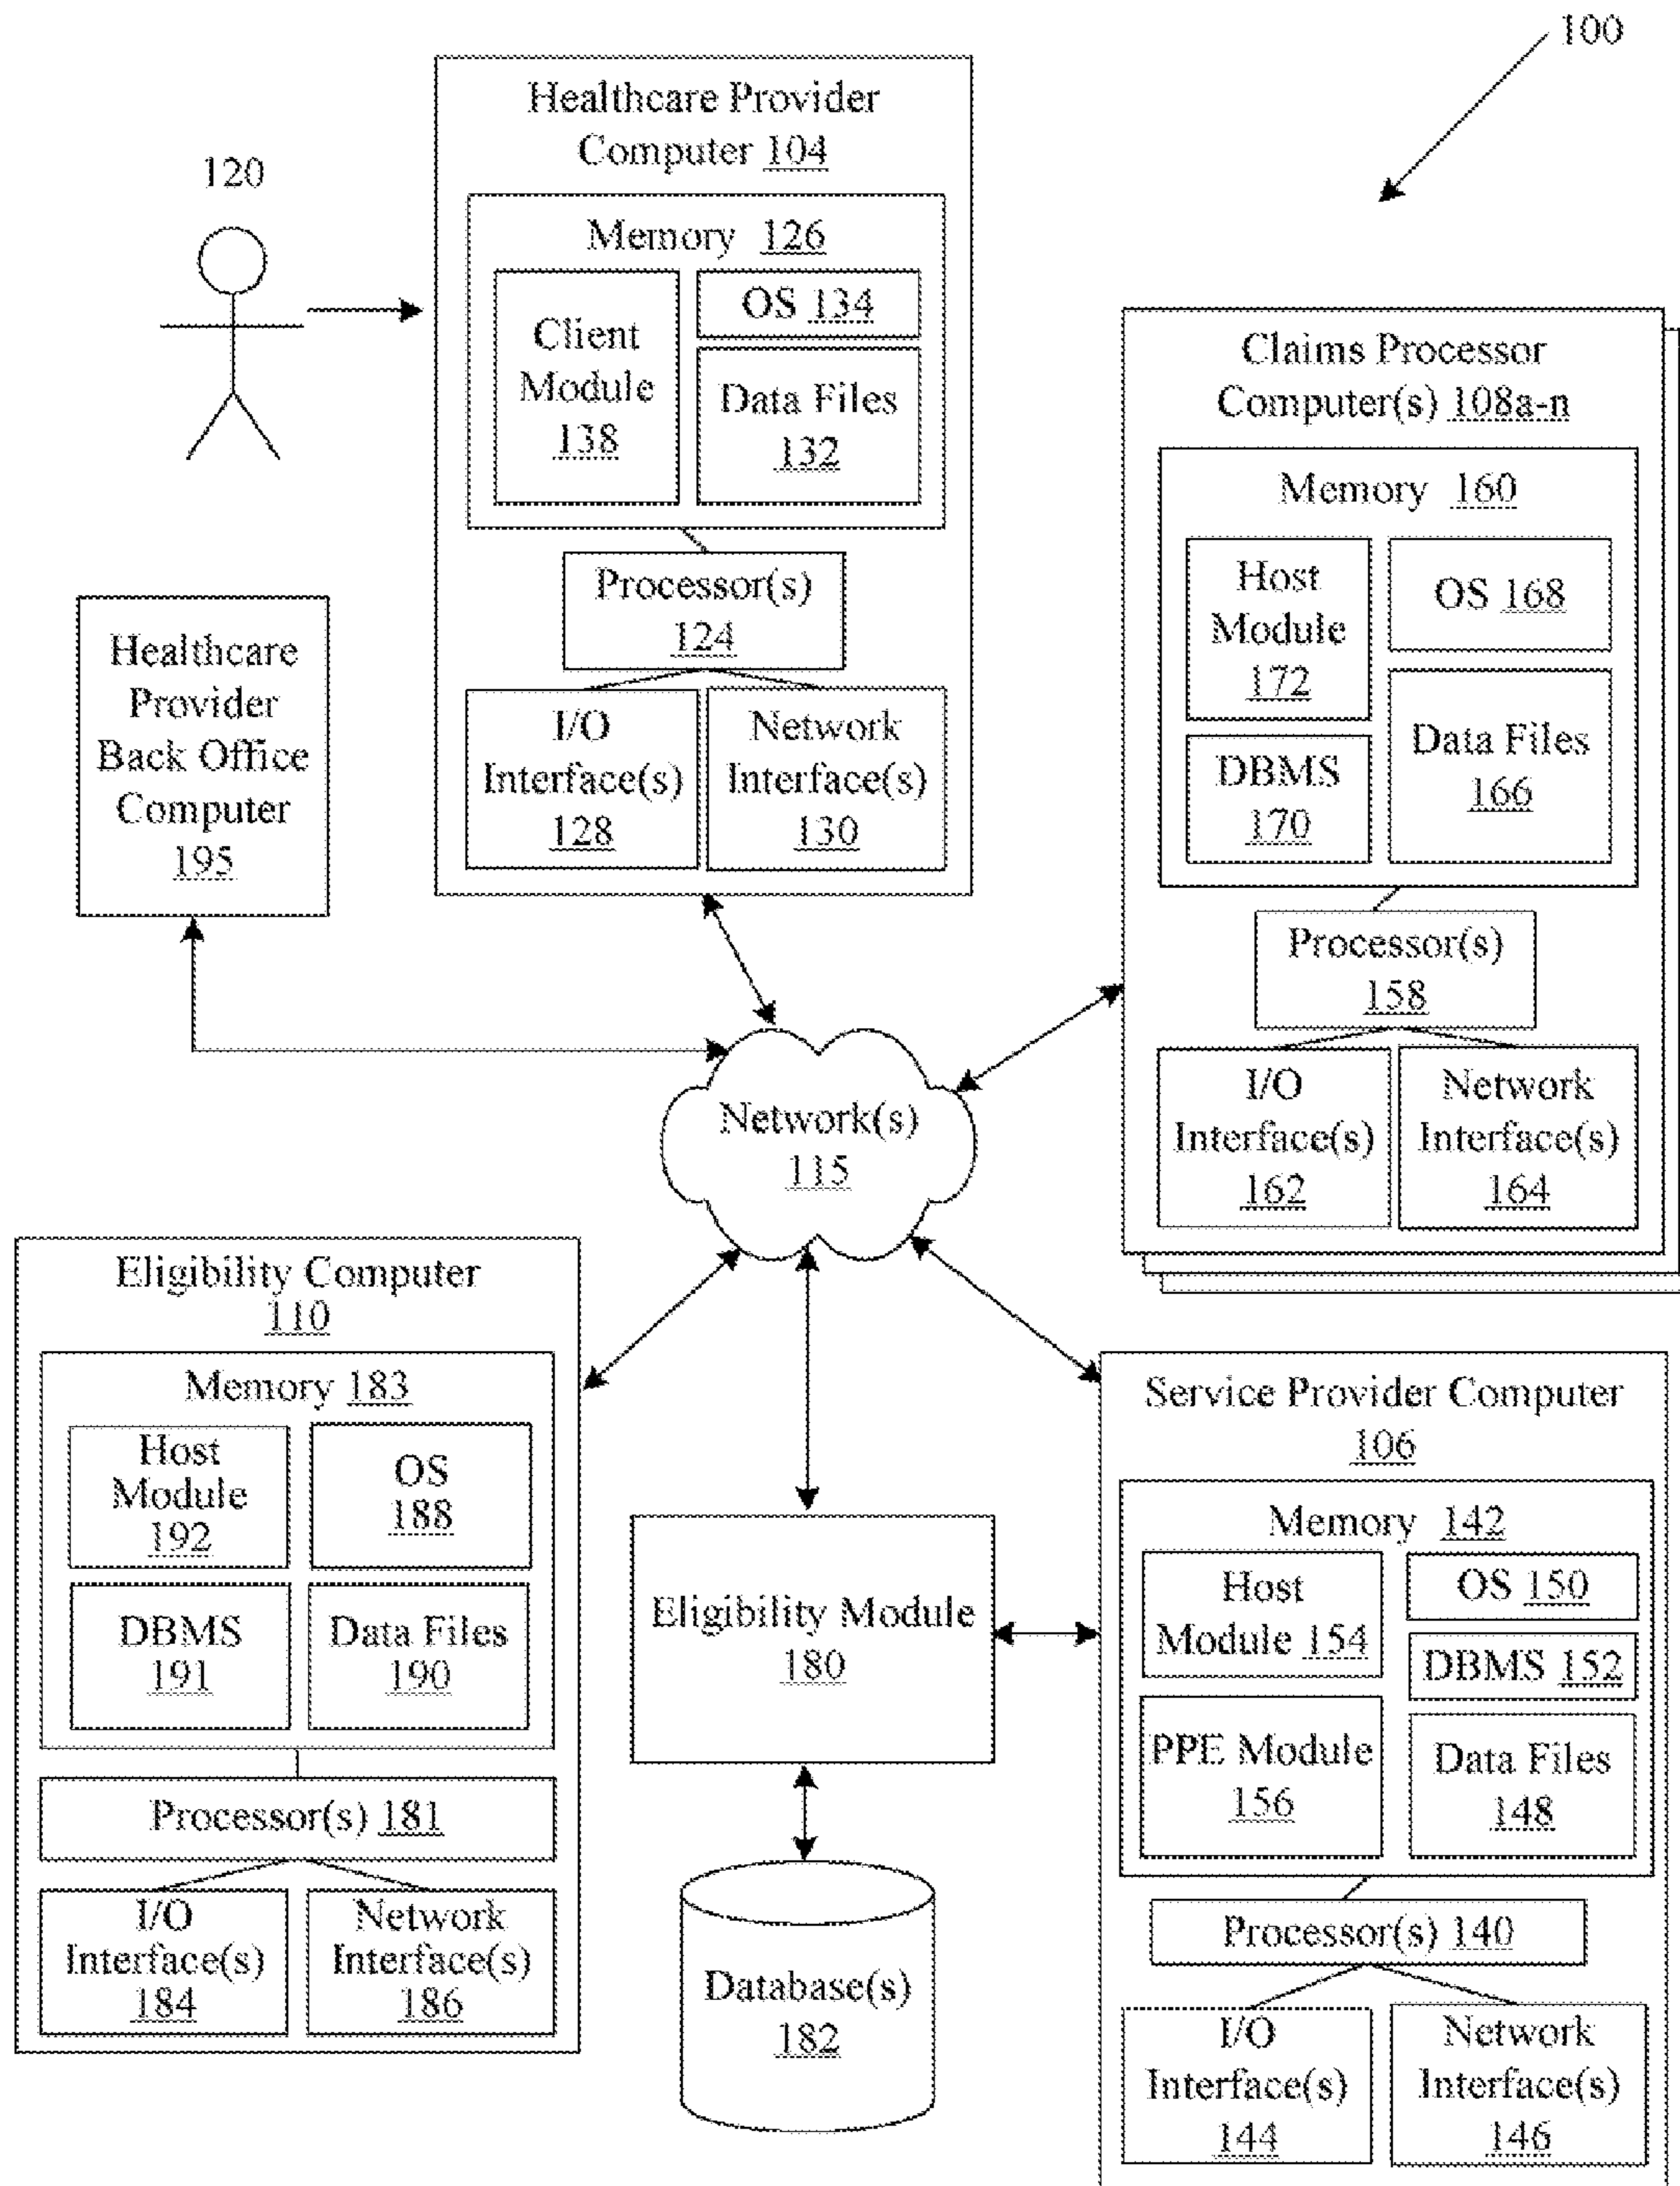 100
Healthcare Provider
Computer 104
120
Memory 126
Client
Module
138
OS 134
Data Files
132
Processor(s)
124
I/O
Interface(s)
128
Network
Interface(s)
130
Healthcare
Provider
Back Office
Computer
195
Claims Processor
Computer(s) 108a-n
Memory 160
Host
Module
172
OS 168
DBMS
170
Data Files
166
Processor(s)
158
I/O
Interface(s)
162
Network
Interface(s)
164
Network(s)
115
Eligibility Computer
110
Memory 183
Host
Module
192
OS
188
DBMS
191
Data Files
190
Processor(s) 181
I/O
Interface(s)
184
Network
Interface(s)
186
Eligibility Module
180
Database(s)
182
Service Provider Computer
106
Memory 142
Host
Module 154
OS 150
DBMS 152
PPE Module
156
Data Files
148
Processor(s) 140
I/O
Interface(s)
144
Network
Interface(s)
146